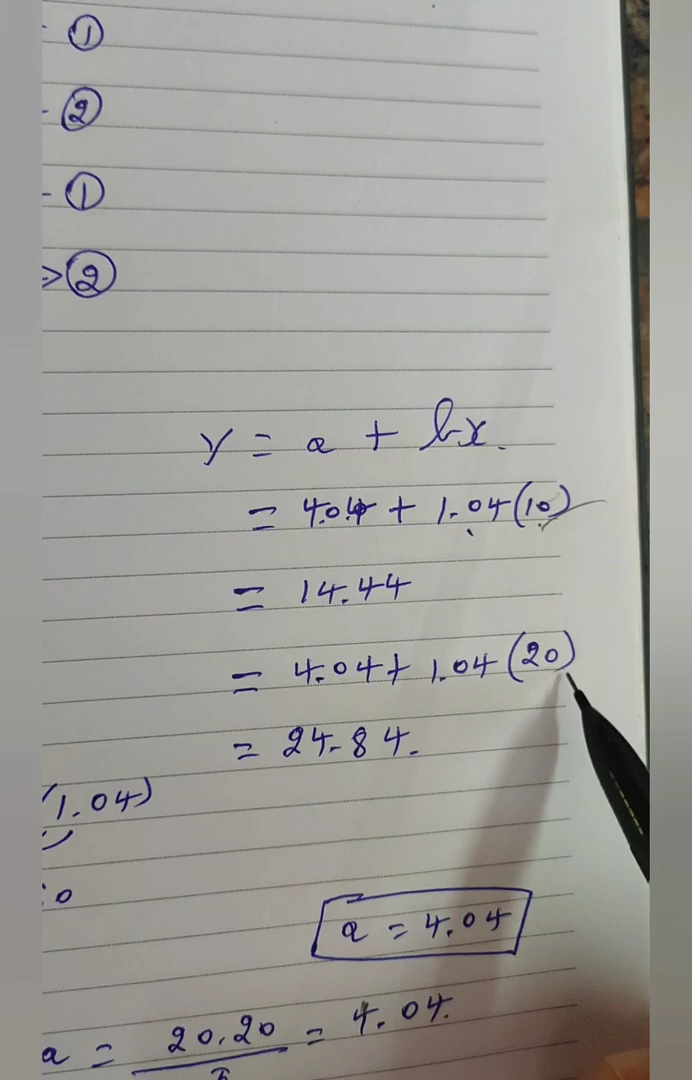 - ①
- ②
- ①
=> ②
Y = a + bx.
= 4.04 + 1.04(10)
= 14.44
= 4.04 + 1.04(20)
= 24.84.
(1.04)
a = 4.04
a = 20.20 / 5 = 4.04.